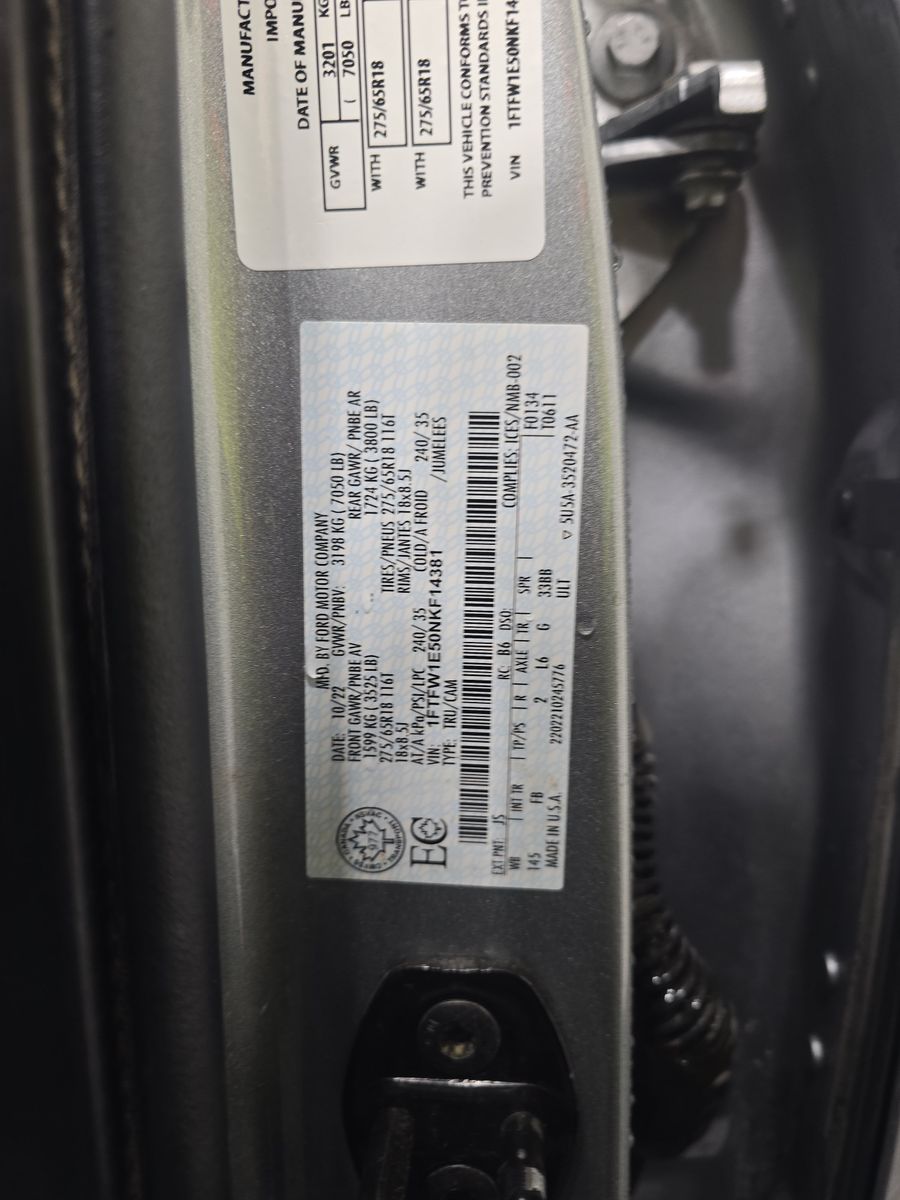 MANUFACT
IMPO
DATE OF MANU
GVWR 3201 KG
( 7050 LB
WITH 275/65R18
WITH 275/65R18
THIS VEHICLE CONFORMS T
PREVENTION STANDARDS I
VIN 1FTFW1E50NKF14
MFD. BY FORD MOTOR COMPANY
DATE: 10/22 GVWR/PNBV: 3198 KG ( 7050 LB)
FRONT GAWR/PNBE AV REAR GAWR/ PNBE AR
1599 KG ( 3525 LB) 1724 KG ( 3800 LB)
275/65R18 116T TIRES/PNEUS 275/65R18 116T
18x8.5J RIMS/JANTES 18x8.5J
AT/A kPa/PSI/LPC 240/ 35 COLD/A FROID 240/ 35
VIN: 1FTFW1E50NKF14381 /JUMELEES
TYPE: TRU/CAM
EC
EXT PNT: JS RC: B6 DSO: COMPLIES: ICES/NMB-002
WB INT TR TP/PS R AXLE TR SPR F0134
145 FB 2 L6 G 33BB T0611
MADE IN U.S.A. 2202210245776 ULT
▽ 5U5A-3520472-AA